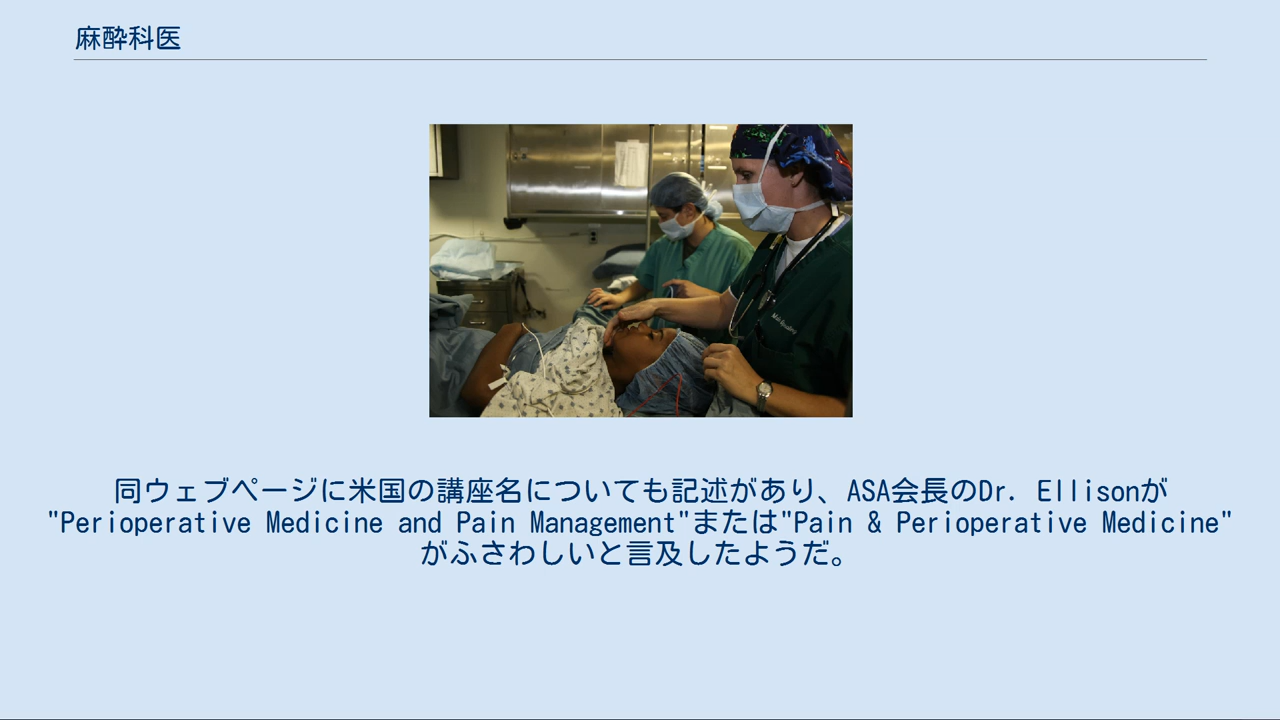 麻酔科医
同ウェブページに米国の講座名についても記述があり、ASA会長のDr. Ellisonが
"Perioperative Medicine and Pain Management"または"Pain & Perioperative Medicine"
がふさわしいと言及したようだ。